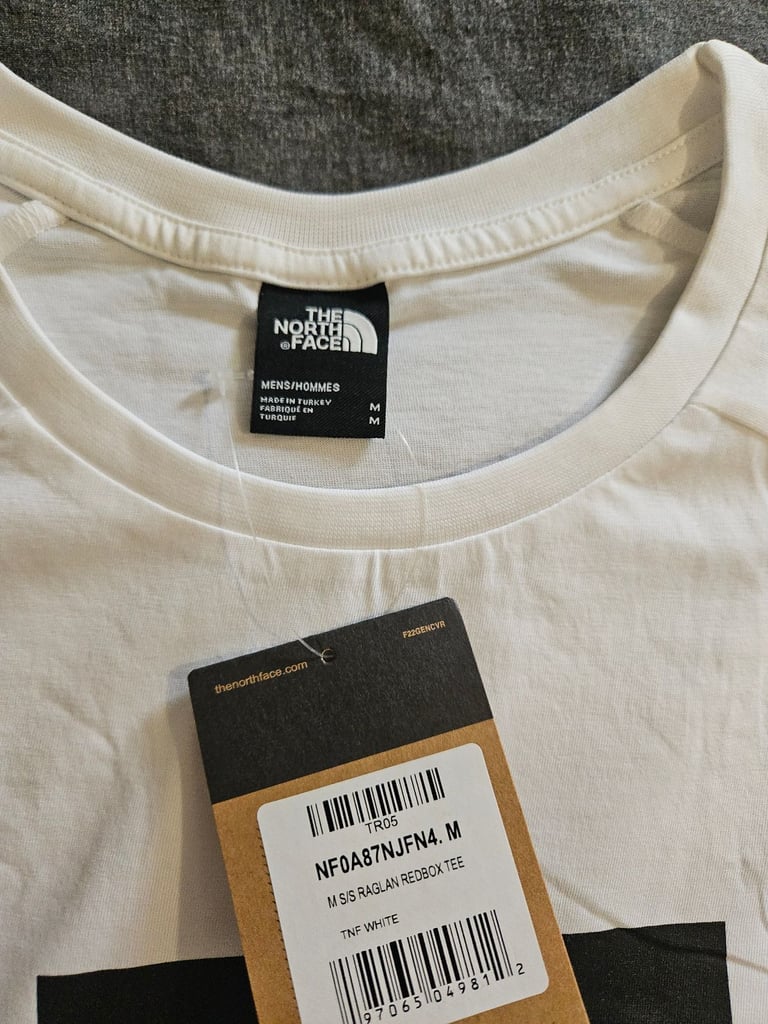 THE
NORTH
FACE
®
MENS/HOMMES
MADE IN TURKEY
FABRIQUÉ EN
TURQUIE
M
M
thenorthface.com
F22GENCVR
TR05
NF0A87NJFN4. M
M S/S RAGLAN REDBOX TEE
TNF WHITE
97065 04981 2